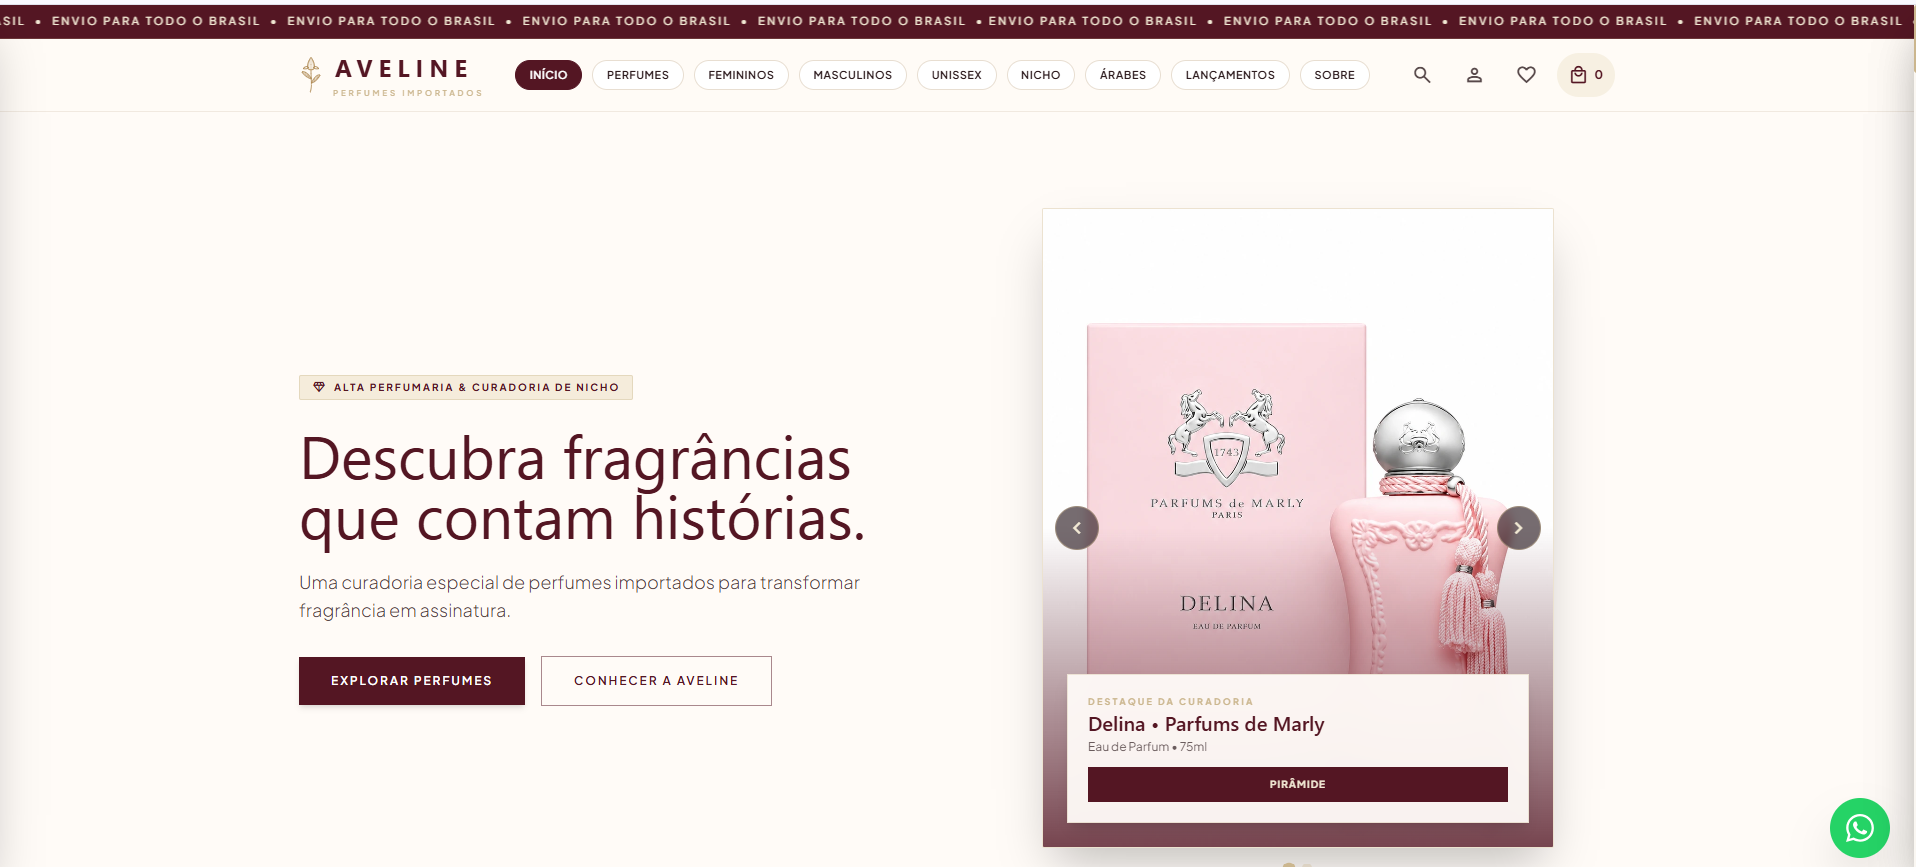 SIL • ENVIO PARA TODO O BRASIL • ENVIO PARA TODO O BRASIL • ENVIO PARA TODO O BRASIL • ENVIO PARA TODO O BRASIL • ENVIO PARA TODO O BRASIL • ENVIO PARA TODO O BRASIL • ENVIO PARA TODO O BRASIL • ENVIO PARA TODO O BRASIL
AVELINE
PERFUMES IMPORTADOS
INÍCIO PERFUMES FEMININOS MASCULINOS UNISSEX NICHO ÁRABES LANÇAMENTOS SOBRE 0
ALTA PERFUMARIA & CURADORIA DE NICHO
Descubra fragrâncias
que contam histórias.
Uma curadoria especial de perfumes importados para transformar
fragrância em assinatura.
EXPLORAR PERFUMES CONHECER A AVELINE
1743
PARFUMS de MARLY
PARIS
DELINA
EAU DE PARFUM
DESTAQUE DA CURADORIA
Delina • Parfums de Marly
Eau de Parfum • 75ml
PIRÂMIDE